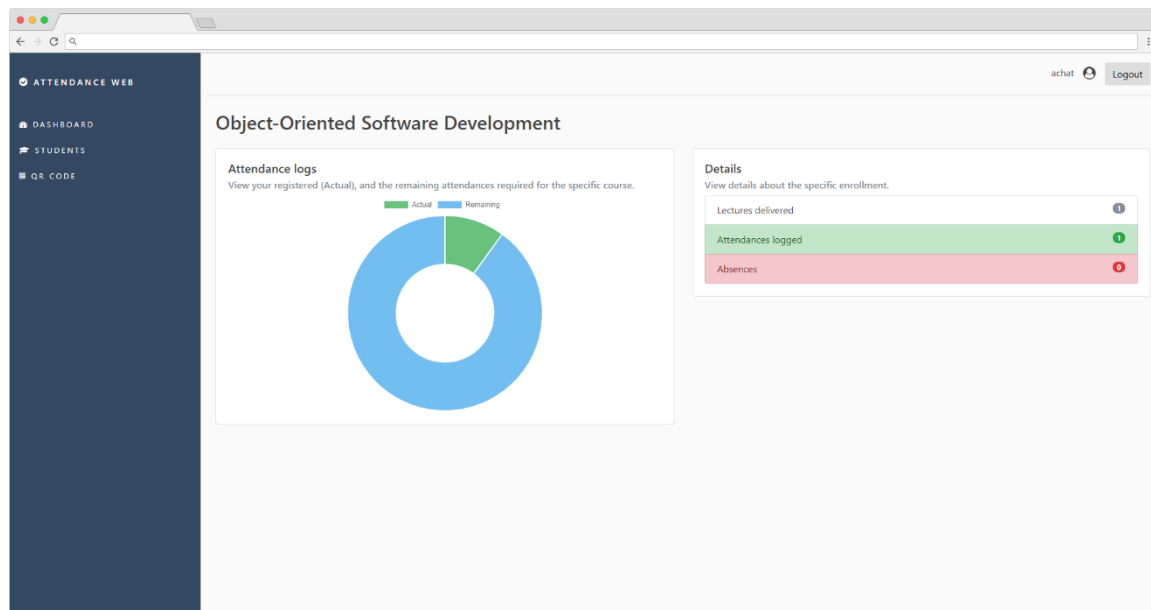 achat
Logout
ATTENDANCE WEB
DASHBOARD
STUDENTS
QR CODE
Object-Oriented Software Development
Attendance logs
View your registered (Actual), and the remaining attendances required for the specific course.
Actual Remaining
Details
View details about the specific enrollment.
Lectures delivered 1
Attendances logged 1
Absences 0